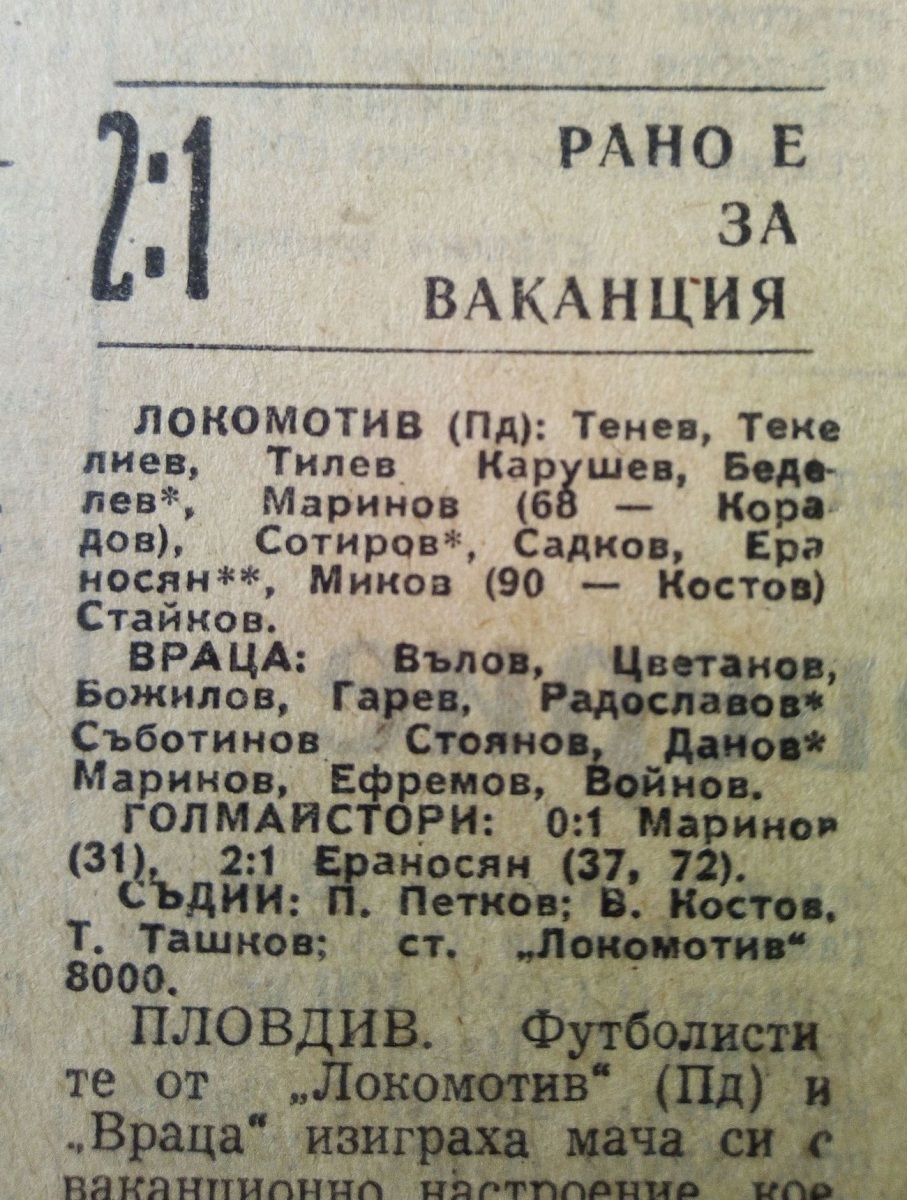 2:1
РАНО Е
ЗА
ВАКАНЦИЯ
ЛОКОМОТИВ (Пд): Тенев, Теке
лиев, Тилев Карушев, Беде-
лев*, Маринов (68 — Кора-
дов), Сотиров*, Садков, Ера
носян**, Миков (90 — Костов)
Стайков.
ВРАЦА: Вълов, Цветанов,
Божилов, Гарев, Радославов*
Съботинов Стоянов, Данов*
Маринов, Ефремов, Войнов.
ГОЛМАЙСТОРИ: 0:1 Маринов
(31), 2:1 Ераносян (37, 72).
СЪДИИ: П. Петков; В. Костов,
Т. Ташков; ст. „Локомотив“
8000.
ПЛОВДИВ. Футболисти
те от „Локомотив“ (Пд) и
„Враца“ изиграха мача си с
ваканционно настроение, кое